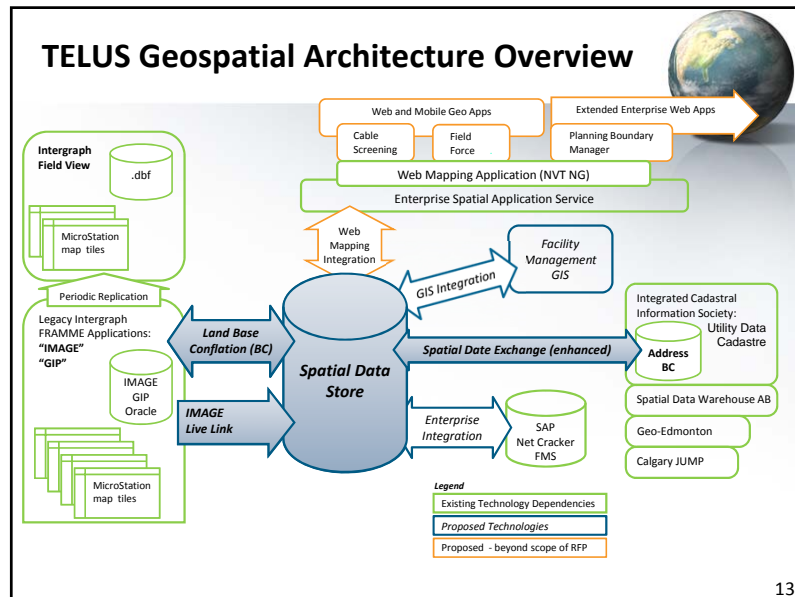 TELUS Geospatial Architecture Overview
Web and Mobile Geo Apps
Extended Enterprise Web Apps
Cable
Screening
Field
Force
Planning Boundary
Manager
Web Mapping Application (NVT NG)
Enterprise Spatial Application Service
Intergraph
Field View
.dbf
MicroStation
map tiles
Periodic Replication
Legacy Intergraph
FRAMME Applications:
“IMAGE”
“GIP”
IMAGE
GIP
Oracle
MicroStation
map tiles
Web
Mapping
Integration
GIS Integration
Facility
Management
GIS
Land Base
Conflation (BC)
IMAGE
Live Link
Spatial Data
Store
Spatial Date Exchange (enhanced)
Enterprise
Integration
SAP
Net Cracker
FMS
Integrated Cadastral
Information Society:
Utility Data
Cadastre
Address
BC
Spatial Data Warehouse AB
Geo-Edmonton
Calgary JUMP
Legend
Existing Technology Dependencies
Proposed Technologies
Proposed - beyond scope of RFP
13